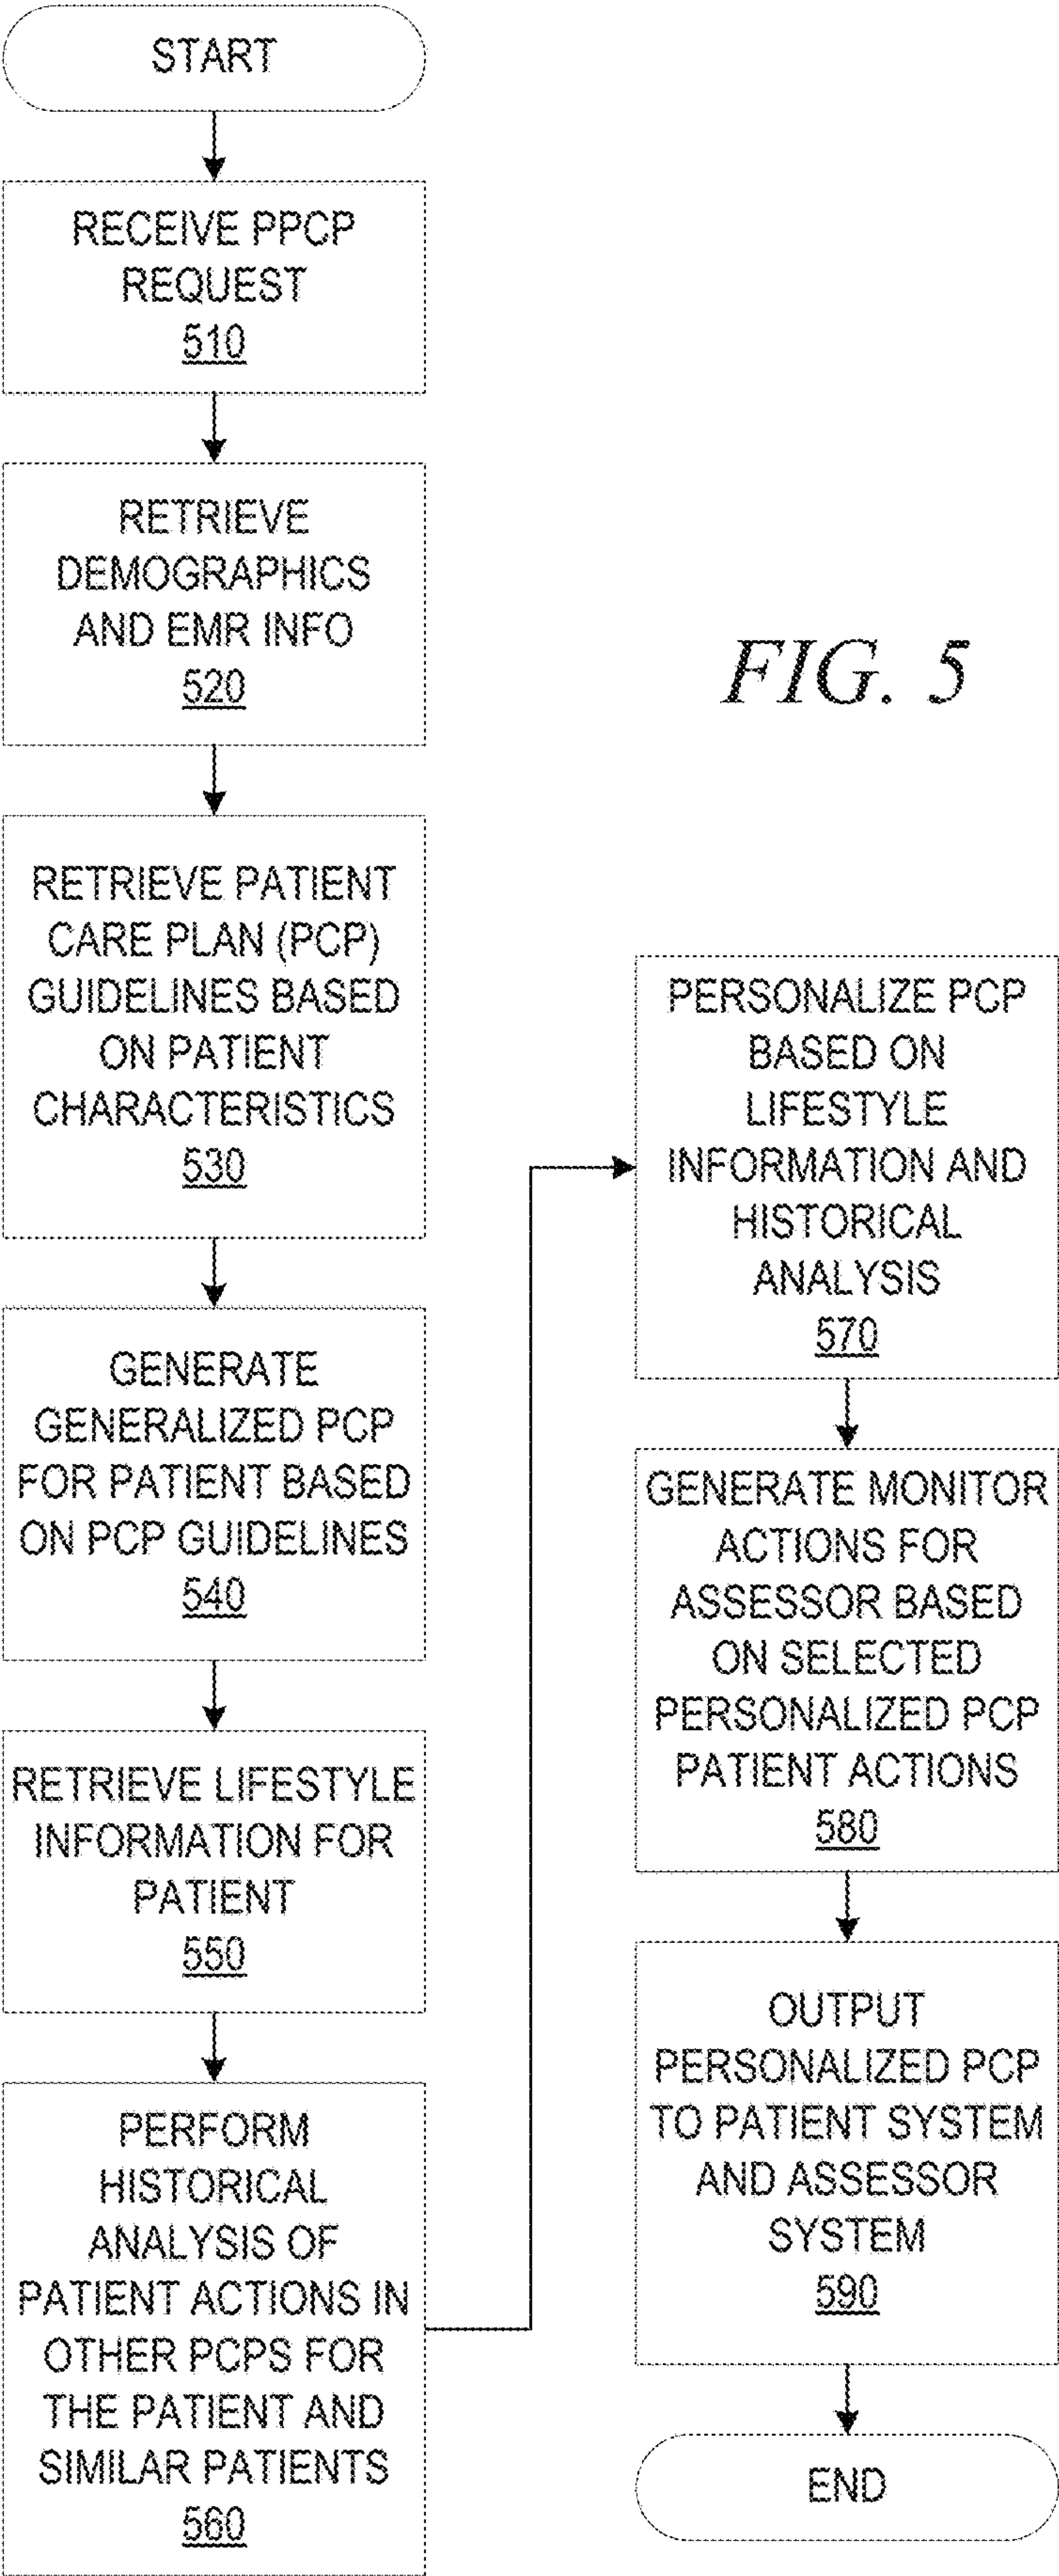 START
RECEIVE PPCP
REQUEST
510
RETRIEVE
DEMOGRAPHICS
AND EMR INFO
520
RETRIEVE PATIENT
CARE PLAN (PCP)
GUIDELINES BASED
ON PATIENT
CHARACTERISTICS
530
GENERATE
GENERALIZED PCP
FOR PATIENT BASED
ON PCP GUIDELINES
540
RETRIEVE LIFESTYLE
INFORMATION FOR
PATIENT
550
PERFORM
HISTORICAL
ANALYSIS OF
PATIENT ACTIONS IN
OTHER PCPS FOR
THE PATIENT AND
SIMILAR PATIENTS
560
FIG. 5
PERSONALIZE PCP
BASED ON
LIFESTYLE
INFORMATION AND
HISTORICAL
ANALYSIS
570
GENERATE MONITOR
ACTIONS FOR
ASSESSOR BASED
ON SELECTED
PERSONALIZED PCP
PATIENT ACTIONS
580
OUTPUT
PERSONALIZED PCP
TO PATIENT SYSTEM
AND ASSESSOR
SYSTEM
590
END